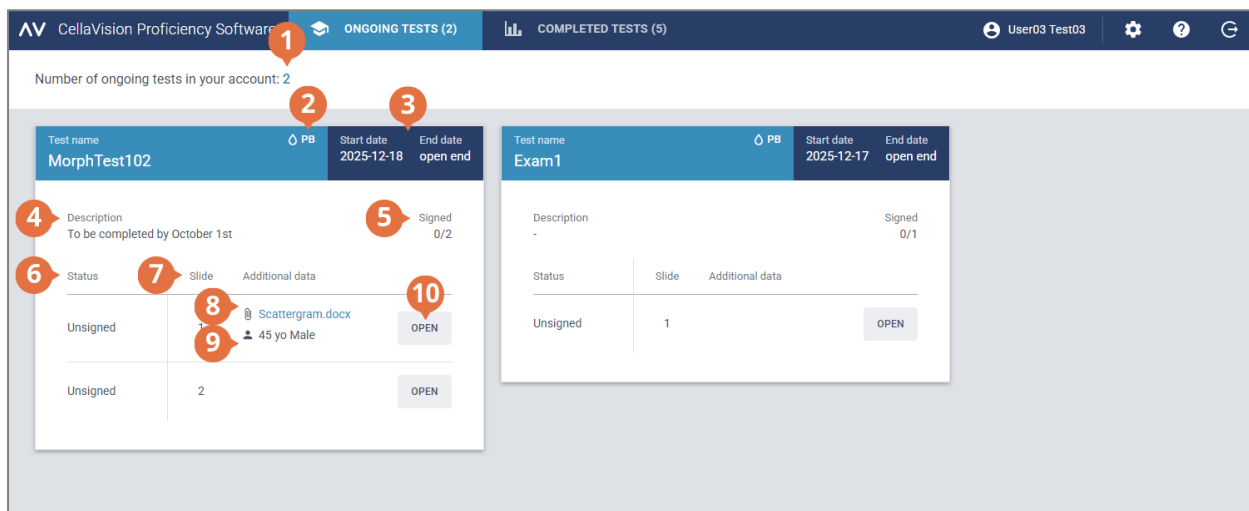 CellaVision Proficiency Software
ONGOING TESTS (2)
COMPLETED TESTS (5)
User03 Test03
1
Number of ongoing tests in your account: 2
2
3
Test name
PB
Start date
End date
MorphTest102
2025-12-18
open end
Test name
PB
Start date
End date
Exam1
2025-12-17
open end
4
Description
5
Signed
To be completed by October 1st
0/2
6
Status
7
Slide
Additional data
8
Scattergram.docx
10
Unsigned
1
OPEN
9
45 yo Male
Unsigned
2
OPEN
Description
Signed
-
0/1
Status
Slide
Additional data
Unsigned
1
OPEN